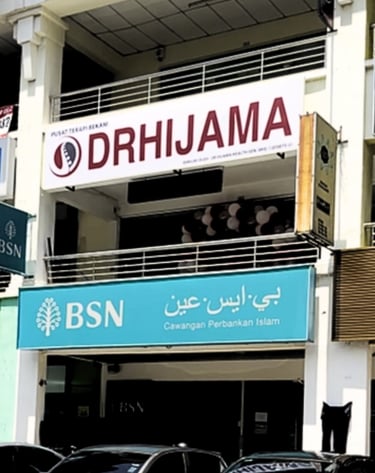 PUSAT TERAPI BEKAM
DRHIJAMA
BSN
BSN
بي.ايس.عين
Cawangan Perbankan Islam
BSN